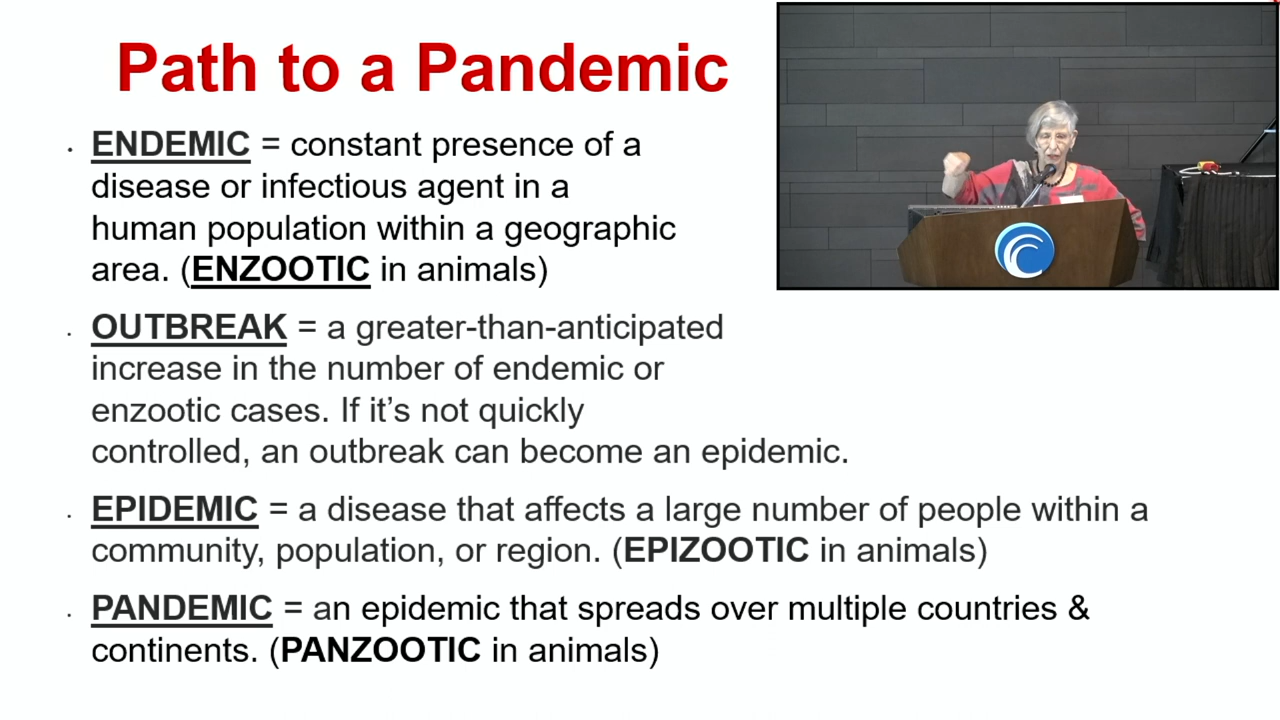 Path to a Pandemic
• ENDEMIC = constant presence of a
disease or infectious agent in a
human population within a geographic
area. (ENZOOTIC in animals)
• OUTBREAK = a greater-than-anticipated
increase in the number of endemic or
enzootic cases. If it’s not quickly
controlled, an outbreak can become an epidemic.
• EPIDEMIC = a disease that affects a large number of people within a
community, population, or region. (EPIZOOTIC in animals)
• PANDEMIC = an epidemic that spreads over multiple countries &
continents. (PANZOOTIC in animals)